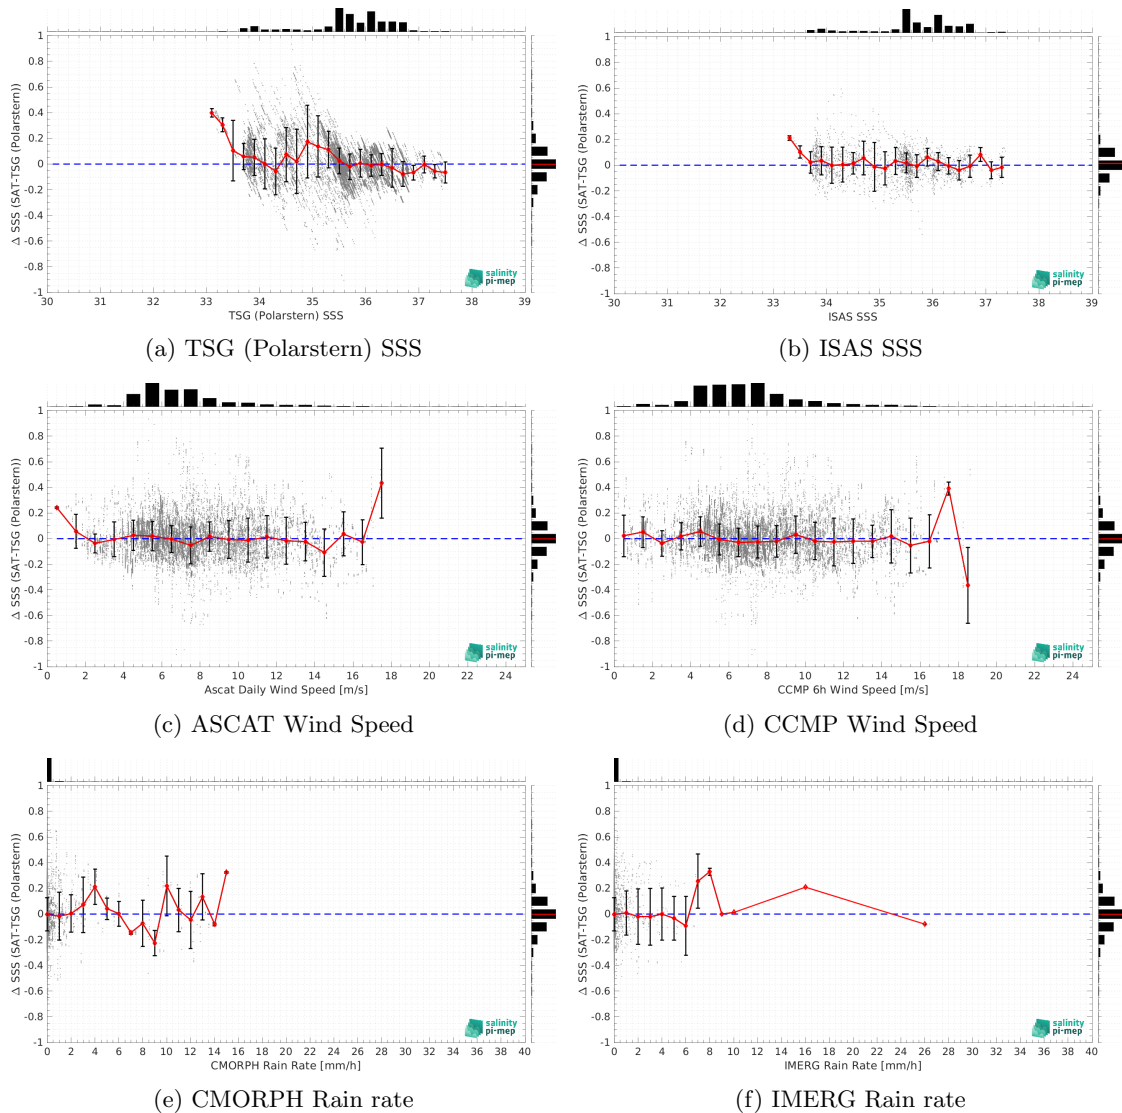 1
0.8
0.6
0.4
0.2
0
-0.2
-0.4
-0.6
-0.8
-1
Δ SSS (SAT-TSG (Polarstern))
salinity
pi-mep
30 31 32 33 34 35 36 37 38 39
TSG (Polarstern) SSS
(a) TSG (Polarstern) SSS
1
0.8
0.6
0.4
0.2
0
-0.2
-0.4
-0.6
-0.8
-1
Δ SSS (SAT-TSG (Polarstern))
salinity
pi-mep
30 31 32 33 34 35 36 37 38 39
ISAS SSS
(b) ISAS SSS
1
0.8
0.6
0.4
0.2
0
-0.2
-0.4
-0.6
-0.8
-1
Δ SSS (SAT-TSG (Polarstern))
salinity
pi-mep
0 2 4 6 8 10 12 14 16 18 20 22 24
Ascat Daily Wind Speed [m/s]
(c) ASCAT Wind Speed
1
0.8
0.6
0.4
0.2
0
-0.2
-0.4
-0.6
-0.8
-1
Δ SSS (SAT-TSG (Polarstern))
salinity
pi-mep
0 2 4 6 8 10 12 14 16 18 20 22 24
CCMP 6h Wind Speed [m/s]
(d) CCMP Wind Speed
1
0.8
0.6
0.4
0.2
0
-0.2
-0.4
-0.6
-0.8
-1
Δ SSS (SAT-TSG (Polarstern))
salinity
pi-mep
0 2 4 6 8 10 12 14 16 18 20 22 24 26 28 30 32 34 36 38 40
CMORPH Rain Rate [mm/h]
(e) CMORPH Rain rate
1
0.8
0.6
0.4
0.2
0
-0.2
-0.4
-0.6
-0.8
-1
Δ SSS (SAT-TSG (Polarstern))
salinity
pi-mep
0 2 4 6 8 10 12 14 16 18 20 22 24 26 28 30 32 34 36 38 40
IMERG Rain Rate [mm/h]
(f) IMERG Rain rate